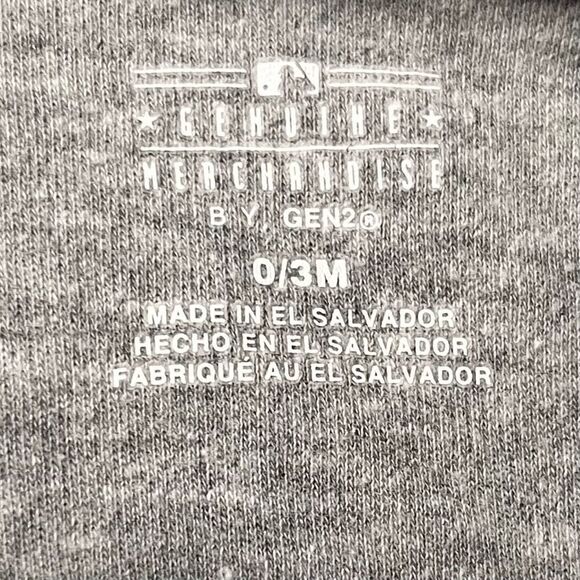 ★ GENUINE ★
MERCHANDISE
BY GEN2®
0/3M
MADE IN EL SALVADOR
HECHO EN EL SALVADOR
FABRIQUÉ AU EL SALVADOR